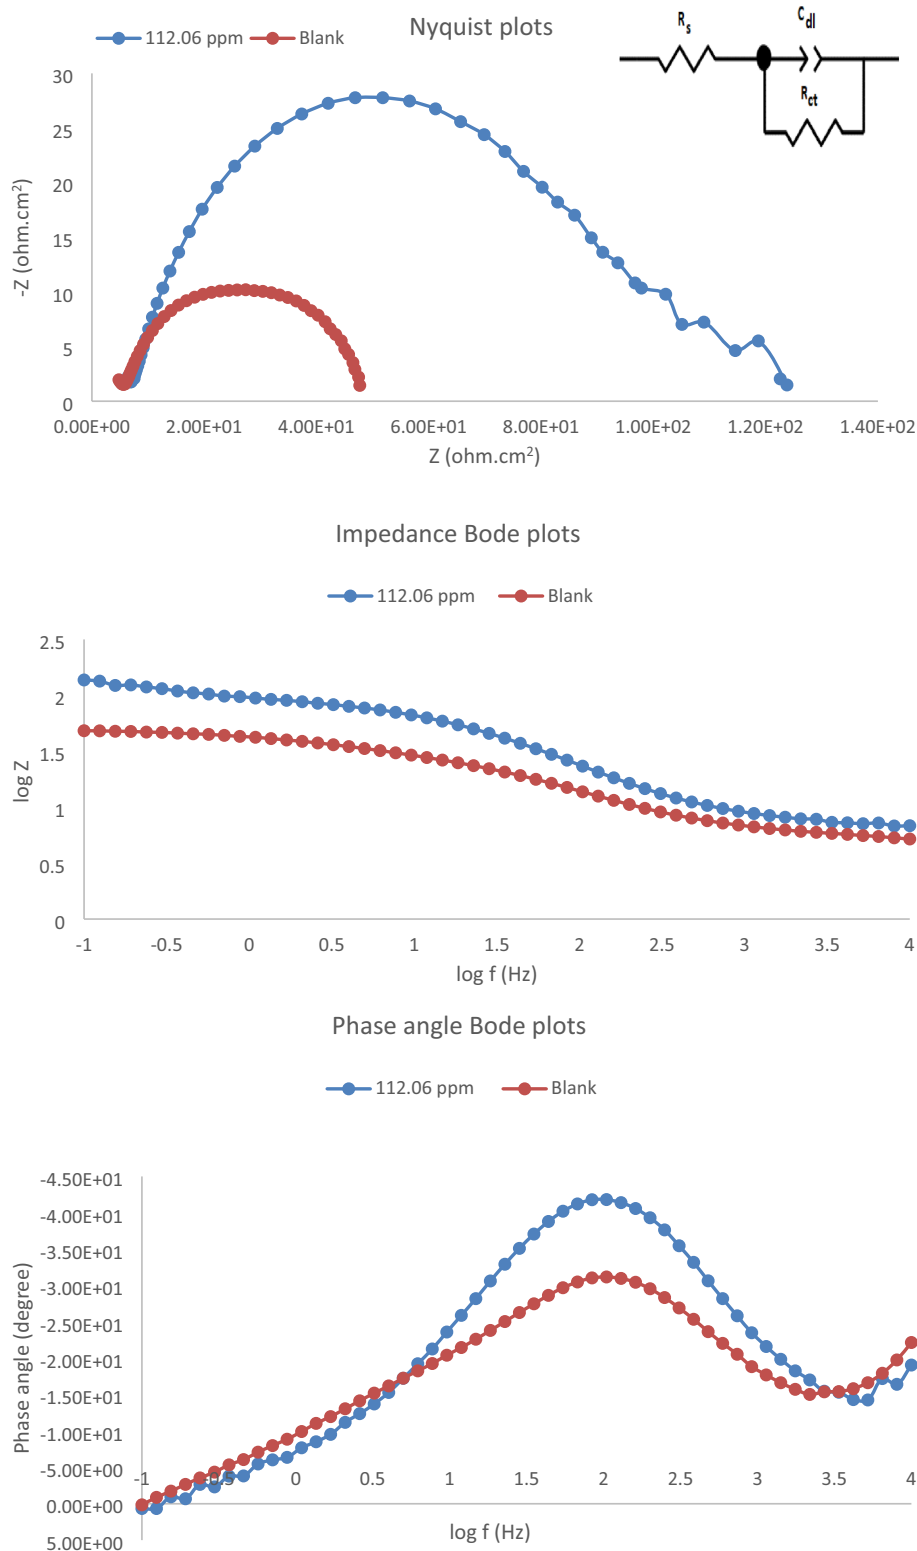 Nyquist plots
112.06 ppm
Blank
R_s
C_dl
R_ct
30
25
20
15
10
5
0
-Z (ohm.cm²)
0.00E+00 2.00E+01 4.00E+01 6.00E+01 8.00E+01 1.00E+02 1.20E+02 1.40E+02
Z (ohm.cm²)
Impedance Bode plots
112.06 ppm
Blank
2.5
2
1.5
1
0.5
0
log Z
-1 -0.5 0 0.5 1 1.5 2 2.5 3 3.5 4
log f (Hz)
Phase angle Bode plots
112.06 ppm
Blank
-4.50E+01
-4.00E+01
-3.50E+01
-3.00E+01
-2.50E+01
-2.00E+01
-1.50E+01
-1.00E+01
-5.00E+00
0.00E+00
5.00E+00
Phase angle (degree)
-1 -0.5 0 0.5 1 1.5 2 2.5 3 3.5 4
log f (Hz)